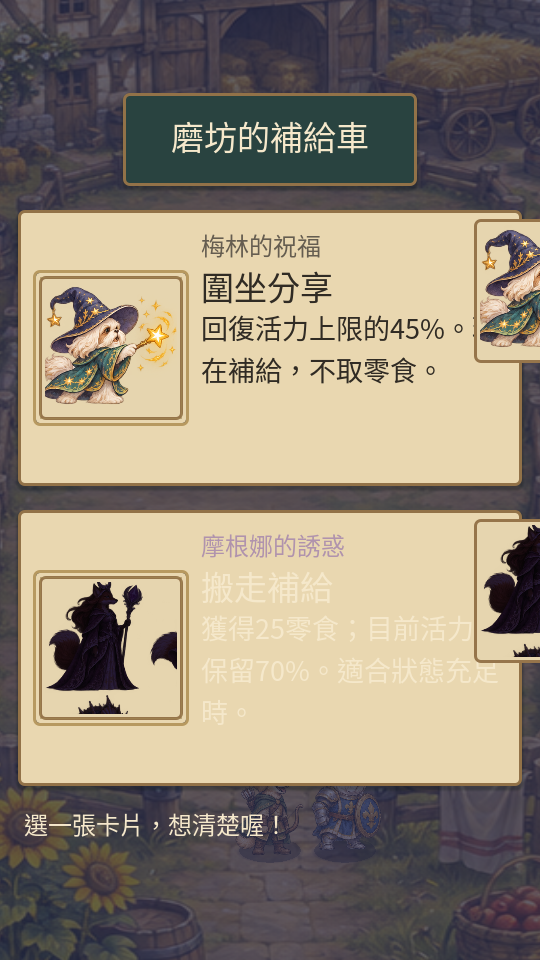 磨坊的補給車
梅林的祝福
圍坐分享
回復活力上限的45%。
在補給,不取零食。
摩根娜的誘惑
搬走補給
獲得25零食；目前活力
保留70%。適合狀態充足
時。
選一張卡片，想清楚喔！